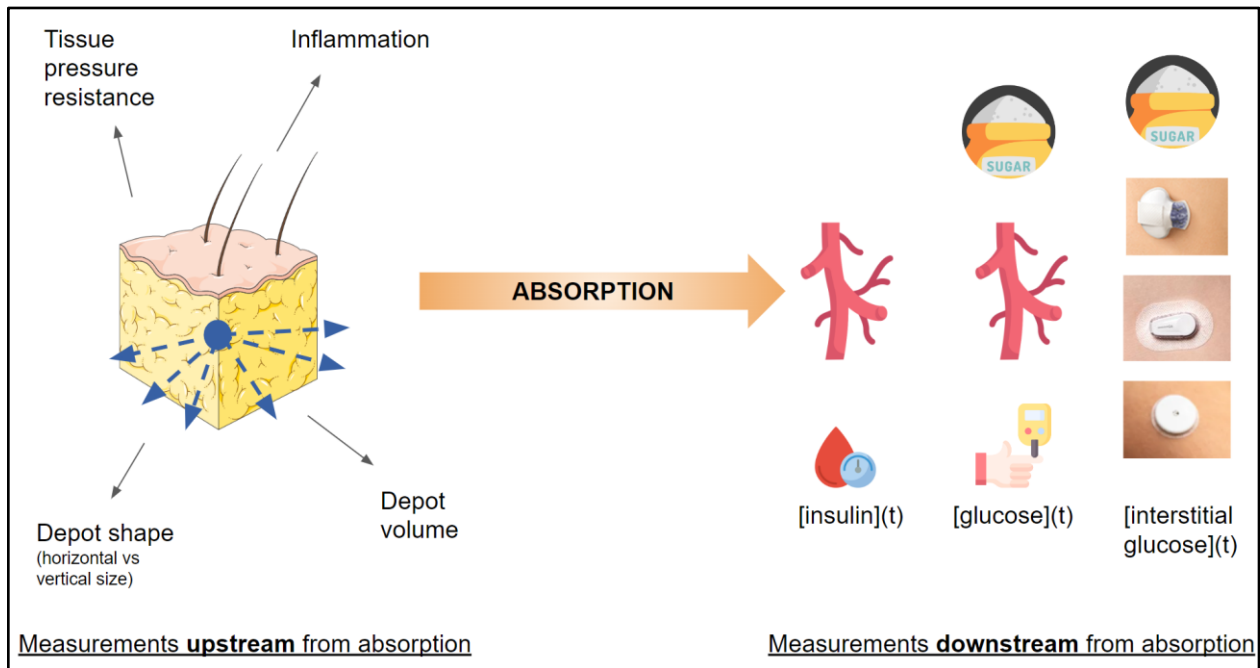 Tissue
pressure
resistance
Inflammation
SUGAR
SUGAR
ABSORPTION
Depot shape
(horizontal vs
vertical size)
Depot
volume
[insulin](t)
[glucose](t)
[interstitial
glucose](t)
Measurements upstream from absorption
Measurements downstream from absorption